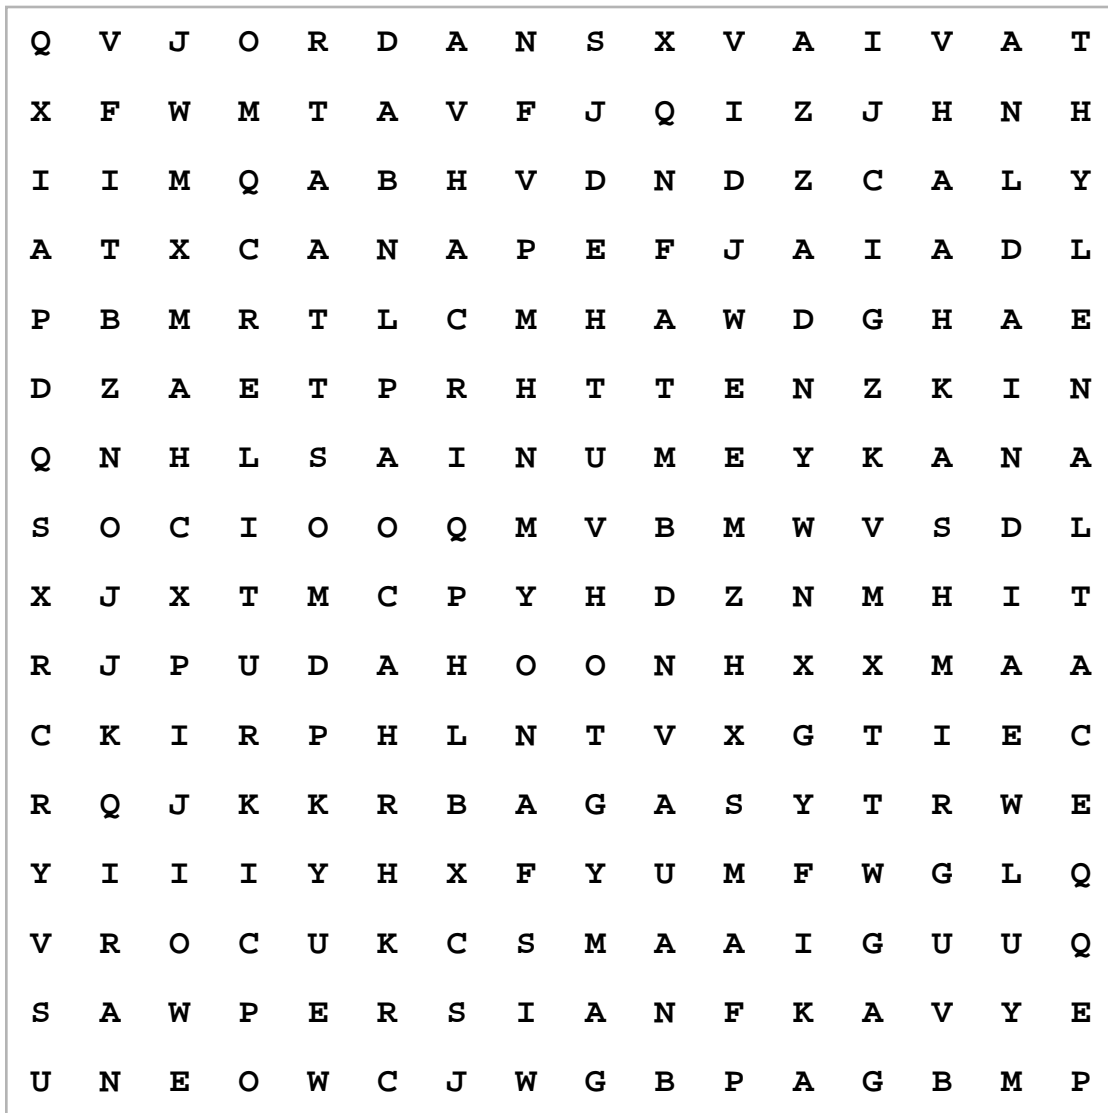 Q V J O R D A N S X V A I V A T
X F W M T A V F J Q I Z J H N H
I I M Q A B H V D N D Z C A L Y
A T X C A N A P E F J A I A D L
P B M R T L C M H A W D G H A E
D Z A E T P R H T T E N Z K I N
Q N H L S A I N U M E Y K A N A
S O C I O O Q M V B M W V S D L
X J X T M C P Y H D Z N M H I T
R J P U D A H O O N H X X M A A
C K I R P H L N T V X G T I E C
R Q J K K R B A G A S Y T R W E
Y I I I Y H X F Y U M F W G L Q
V R O C U K C S M A A I G U U Q
S A W P E R S I A N F K A V Y E
U N E O W C J W G B P A G B M P